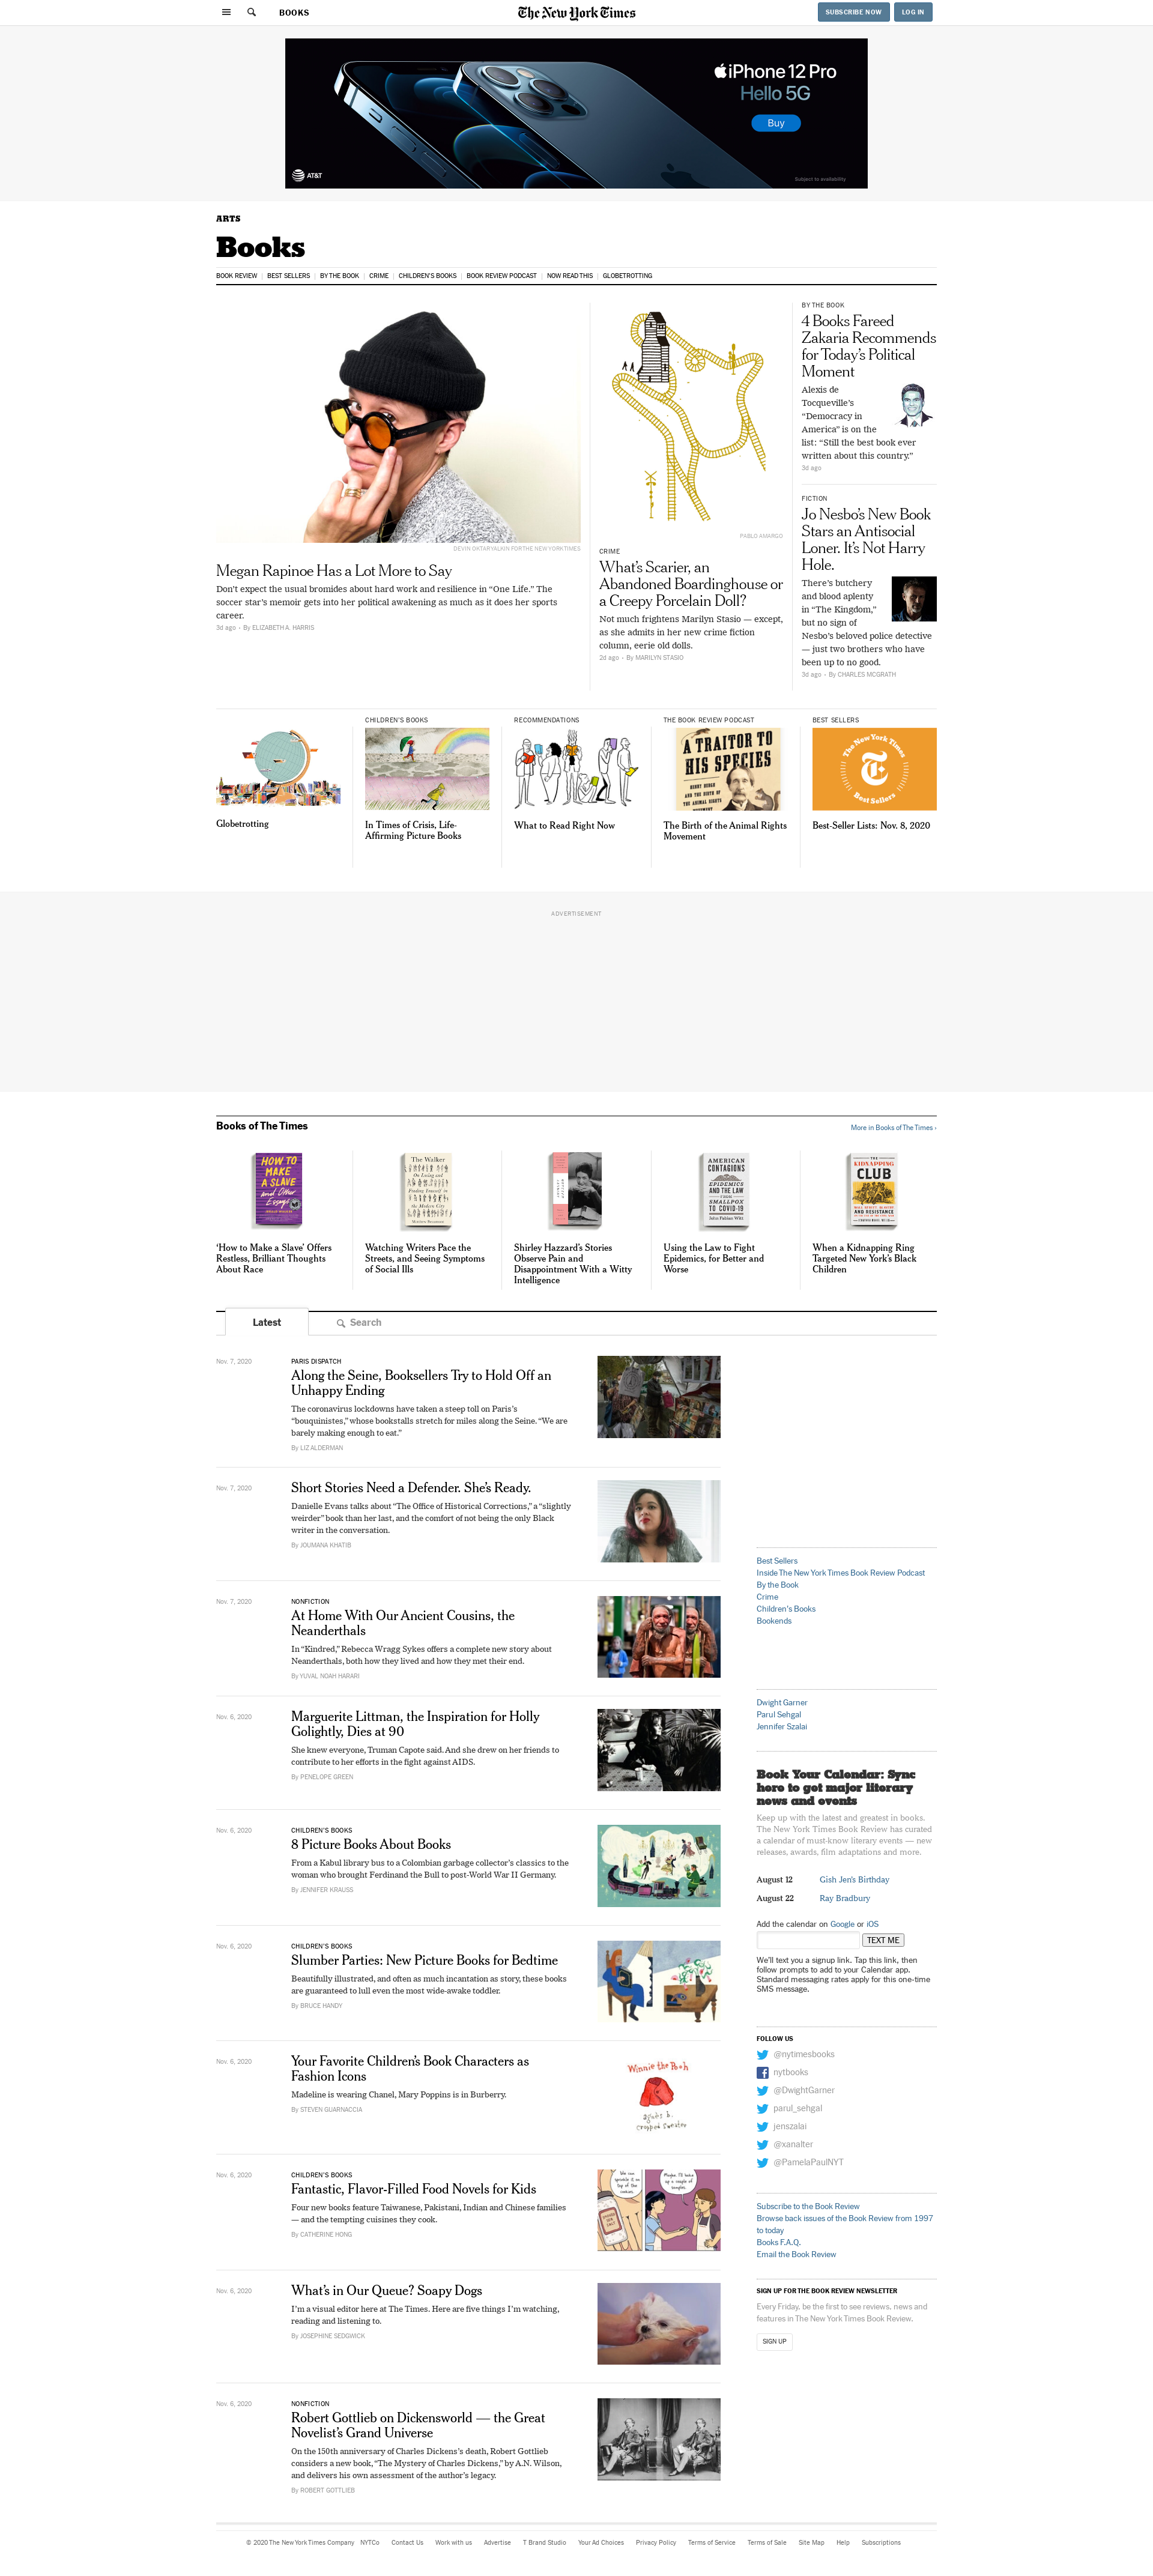 BOOKS
The New York Times
SUBSCRIBE NOW
LOG IN
iPhone 12 Pro
Hello 5G
Buy
AT&T
Subject to availability
ARTS
Books
BOOK REVIEW | BEST SELLERS | BY THE BOOK | CRIME | CHILDREN'S BOOKS | BOOK REVIEW PODCAST | NOW READ THIS | GLOBETROTTING
DEVIN OKTAR YALKIN FOR THE NEW YORK TIMES
Megan Rapinoe Has a Lot More to Say
Don't expect the usual bromides about hard work and resilience in “One Life.” The
soccer star's memoir gets into her political awakening as much as it does her sports
career.
3d ago · By ELIZABETH A. HARRIS
PABLO AMARGO
CRIME
What's Scarier, an
Abandoned Boardinghouse or
a Creepy Porcelain Doll?
Not much frightens Marilyn Stasio — except,
as she admits in her new crime fiction
column, eerie old dolls.
2d ago · By MARILYN STASIO
BY THE BOOK
4 Books Fareed
Zakaria Recommends
for Today's Political
Moment
Alexis de
Tocqueville's
“Democracy in
America” is on the
list: “Still the best book ever
written about this country.”
3d ago
FICTION
Jo Nesbo's New Book
Stars an Antisocial
Loner. It's Not Harry
Hole.
There's butchery
and blood aplenty
in “The Kingdom,”
but no sign of
Nesbo's beloved police detective
— just two brothers who have
been up to no good.
3d ago · By CHARLES MCGRATH
Globetrotting
CHILDREN'S BOOKS
In Times of Crisis, Life-
Affirming Picture Books
RECOMMENDATIONS
What to Read Right Now
THE BOOK REVIEW PODCAST
A TRAITOR TO
HIS SPECIES
HENRY BERGH
AND THE BIRTH OF
THE ANIMAL RIGHTS
MOVEMENT
The Birth of the Animal Rights
Movement
BEST SELLERS
The New York Times
Best Sellers
Best-Seller Lists: Nov. 8, 2020
ADVERTISEMENT
Books of The Times
More in Books of The Times ›
HOW TO
MAKE
A SLAVE
and Other
Essays
‘How to Make a Slave’ Offers
Restless, Brilliant Thoughts
About Race
The Walker
On Losing and
Finding Yourself in
the Modern City
Matthew Beaumont
Watching Writers Pace the
Streets, and Seeing Symptoms
of Social Ills
Shirley Hazzard's Stories
Observe Pain and
Disappointment With a Witty
Intelligence
AMERICAN
CONTAGIONS
EPIDEMICS
AND THE LAW
FROM
SMALLPOX
TO COVID-19
John Fabian Witt
Using the Law to Fight
Epidemics, for Better and
Worse
THE
KIDNAPPING
CLUB
WALL STREET, SLAVERY,
AND RESISTANCE
When a Kidnapping Ring
Targeted New York's Black
Children
Latest
Search
Nov. 7, 2020
PARIS DISPATCH
Along the Seine, Booksellers Try to Hold Off an
Unhappy Ending
The coronavirus lockdowns have taken a steep toll on Paris's
“bouquinistes,” whose bookstalls stretch for miles along the Seine. “We are
barely making enough to eat.”
By LIZ ALDERMAN
Nov. 7, 2020
Short Stories Need a Defender. She's Ready.
Danielle Evans talks about “The Office of Historical Corrections,” a “slightly
weirder” book than her last, and the comfort of not being the only Black
writer in the conversation.
By JOUMANA KHATIB
Nov. 7, 2020
NONFICTION
At Home With Our Ancient Cousins, the
Neanderthals
In “Kindred,” Rebecca Wragg Sykes offers a complete new story about
Neanderthals, both how they lived and how they met their end.
By YUVAL NOAH HARARI
Nov. 6, 2020
Marguerite Littman, the Inspiration for Holly
Golightly, Dies at 90
She knew everyone, Truman Capote said. And she drew on her friends to
contribute to her efforts in the fight against AIDS.
By PENELOPE GREEN
Nov. 6, 2020
CHILDREN'S BOOKS
8 Picture Books About Books
From a Kabul library bus to a Colombian garbage collector's classics to the
woman who brought Ferdinand the Bull to post-World War II Germany.
By JENNIFER KRAUSS
Nov. 6, 2020
CHILDREN'S BOOKS
Slumber Parties: New Picture Books for Bedtime
Beautifully illustrated, and often as much incantation as story, these books
are guaranteed to lull even the most wide-awake toddler.
By BRUCE HANDY
Nov. 6, 2020
Your Favorite Children's Book Characters as
Fashion Icons
Madeline is wearing Chanel, Mary Poppins is in Burberry.
By STEVEN GUARNACCIA
Winnie the Pooh
agnès b.
cropped Sweater
Nov. 6, 2020
CHILDREN'S BOOKS
Fantastic, Flavor-Filled Food Novels for Kids
Four new books feature Taiwanese, Pakistani, Indian and Chinese families
— and the tempting cuisines they cook.
By CATHERINE HONG
Nov. 6, 2020
What's in Our Queue? Soapy Dogs
I'm a visual editor here at The Times. Here are five things I'm watching,
reading and listening to.
By JOSEPHINE SEDGWICK
Nov. 6, 2020
NONFICTION
Robert Gottlieb on Dickensworld — the Great
Novelist's Grand Universe
On the 150th anniversary of Charles Dickens's death, Robert Gottlieb
considers a new book, “The Mystery of Charles Dickens,” by A.N. Wilson,
and delivers his own assessment of the author's legacy.
By ROBERT GOTTLIEB
Best Sellers
Inside The New York Times Book Review Podcast
By the Book
Crime
Children's Books
Bookends
Dwight Garner
Parul Sehgal
Jennifer Szalai
Book Your Calendar: Sync
here to get major literary
news and events
Keep up with the latest and greatest in books.
The New York Times Book Review has curated
a calendar of must-know literary events — new
releases, awards, film adaptations and more.
August 12 Gish Jen's Birthday
August 22 Ray Bradbury
Add the calendar on Google or iOS
TEXT ME
We'll text you a signup link. Tap this link, then
follow prompts to add to your Calendar app.
Standard messaging rates apply for this one-time
SMS message.
FOLLOW US
@nytimesbooks
nytbooks
@DwightGarner
parul_sehgal
jenszalai
@xanalter
@PamelaPaulNYT
Subscribe to the Book Review
Browse back issues of the Book Review from 1997
to today
Books F.A.Q.
Email the Book Review
SIGN UP FOR THE BOOK REVIEW NEWSLETTER
Every Friday, be the first to see reviews, news and
features in The New York Times Book Review.
SIGN UP
© 2020 The New York Times Company NYTCo Contact Us Work with us Advertise T Brand Studio Your Ad Choices Privacy Policy Terms of Service Terms of Sale Site Map Help Subscriptions